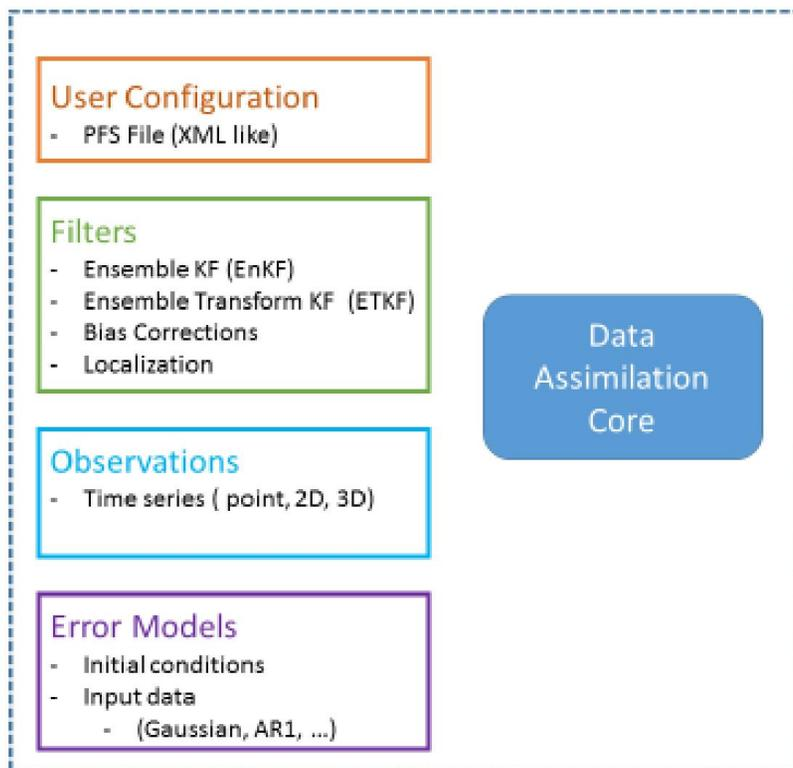 User Configuration
- PFS File (XML like)
Filters
- Ensemble KF (EnKF)
- Ensemble Transform KF (ETKF)
- Bias Corrections
- Localization
Observations
- Time series ( point, 2D, 3D)
Error Models
- Initial conditions
- Input data
- (Gaussian, AR1, ...)
Data
Assimilation
Core